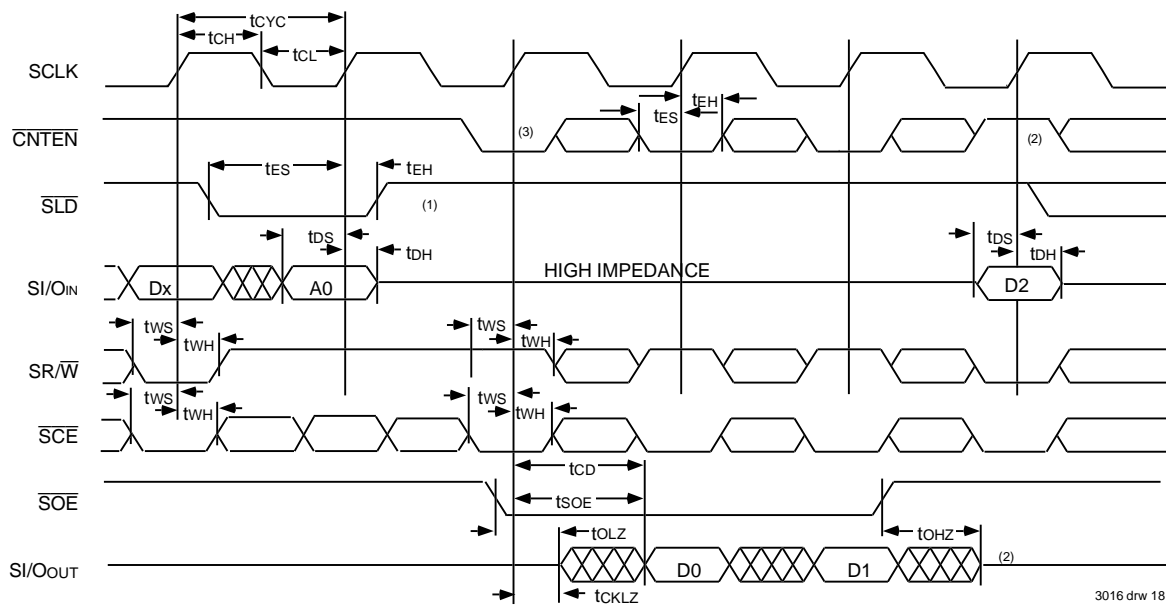 tCYC
tCH
tCL
SCLK
tEH
tES
CNTEN
(3)
(2)
tES
tEH
SLD
(1)
tDS
tDH
tDS
tDH
HIGH IMPEDANCE
SI/OIN
Dx
A0
D2
tWS
tWH
tWS
tWH
SR/W
tWS
tWH
tWS
tWH
SCE
tCD
SOE
tSOE
tOLZ
tOHZ
SI/OOUT
D0
D1
(2)
tCKLZ
3016 drw 18